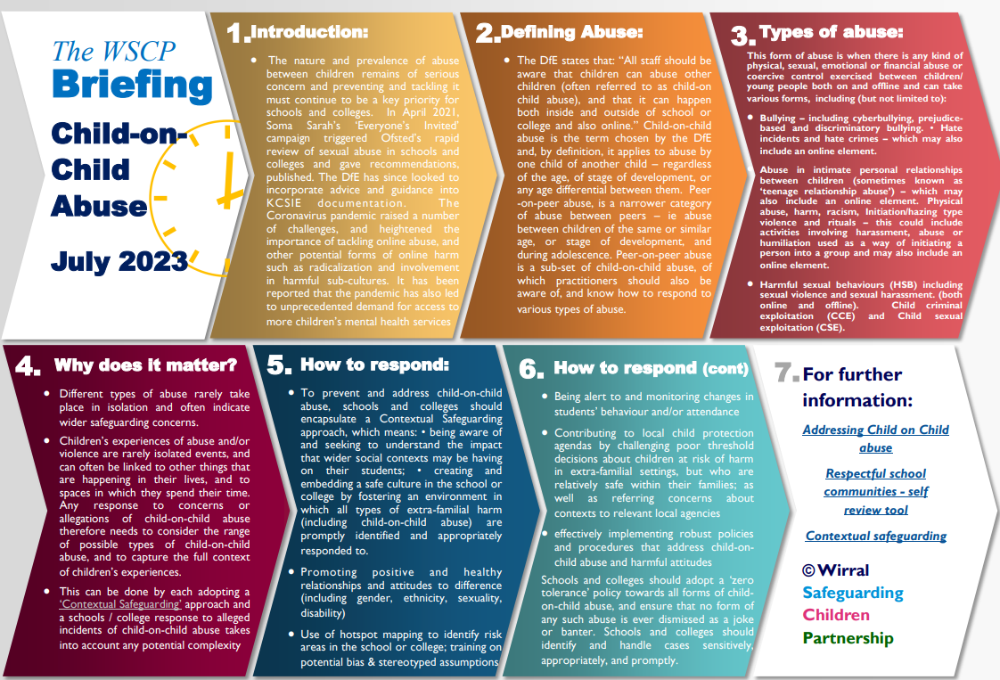 The WSCP
Briefing
Child-on-
Child
Abuse
July 2023
1. Introduction:
• The nature and prevalence of abuse
between children remains of serious
concern and preventing and tackling it
must continue to be a key priority for
schools and colleges. In April 2021,
Soma Sarah's 'Everyone's Invited'
campaign triggered Ofsted's rapid
review of sexual abuse in schools and
colleges and gave recommendations,
published. The DfE has since looked to
incorporate advice and guidance into
KCSIE documentation. The
Coronavirus pandemic raised a number
of challenges, and heightened the
importance of tackling online abuse, and
other potential forms of online harm
such as radicalization and involvement
in harmful sub-cultures. It has been
reported that the pandemic has also led
to unprecedented demand for access to
more children's mental health services
2. Defining Abuse:
• The DfE states that: "All staff should be
aware that children can abuse other
children (often referred to as child-on
child abuse), and that it can happen
both inside and outside of school or
college and also online." Child-on-child
abuse is the term chosen by the DfE
and, by definition, it applies to abuse by
one child of another child – regardless
of the age, of stage of development, or
any age differential between them. Peer
-on-peer abuse, is a narrower category
of abuse between peers – ie abuse
between children of the same or similar
age, or stage of development, and
during adolescence. Peer-on-peer abuse
is a sub-set of child-on-child abuse, of
which practitioners should also be
aware of, and know how to respond to
various types of abuse.
3. Types of abuse:
This form of abuse is when there is any kind of
physical, sexual, emotional or financial abuse or
coercive control exercised between children/
young people both on and offline and can take
various forms, including (but not limited to):
• Bullying – including cyberbullying, prejudice-
based and discriminatory bullying. • Hate
incidents and hate crimes – which may also
include an online element.
Abuse in intimate personal relationships
between children (sometimes known as
'teenage relationship abuse') – which may
also include an online element. Physical
abuse, harm, racism, Initiation/hazing type
violence and rituals – this could include
activities involving harassment, abuse or
humiliation used as a way of initiating a
person into a group and may also include an
online element.
• Harmful sexual behaviours (HSB) including
sexual violence and sexual harassment. (both
online and offline). Child criminal
exploitation (CCE) and Child sexual
exploitation (CSE).
4. Why does it matter?
• Different types of abuse rarely take
place in isolation and often indicate
wider safeguarding concerns.
• Children's experiences of abuse and/or
violence are rarely isolated events, and
can often be linked to other things that
are happening in their lives, and to
spaces in which they spend their time.
Any response to concerns or
allegations of child-on-child abuse
therefore needs to consider the range
of possible types of child-on-child
abuse, and to capture the full context
of children's experiences.
• This can be done by each adopting a
'Contextual Safeguarding' approach and
a schools / college response to alleged
incidents of child-on-child abuse takes
into account any potential complexity
5. How to respond:
• To prevent and address child-on-child
abuse, schools and colleges should
encapsulate a Contextual Safeguarding
approach, which means: • being aware of
and seeking to understand the impact
that wider social contexts may be having
on their students; • creating and
embedding a safe culture in the school or
college by fostering an environment in
which all types of extra-familial harm
(including child-on-child abuse) are
promptly identified and appropriately
responded to.
• Promoting positive and healthy
relationships and attitudes to difference
(including gender, ethnicity, sexuality,
disability)
• Use of hotspot mapping to identify risk
areas in the school or college; training on
potential bias & stereotyped assumptions
6. How to respond (cont)
• Being alert to and monitoring changes in
students' behaviour and/or attendance
• Contributing to local child protection
agendas by challenging poor threshold
decisions about children at risk of harm
in extra-familial settings, but who are
relatively safe within their families; as
well as referring concerns about
contexts to relevant local agencies
• effectively implementing robust policies
and procedures that address child-on-
child abuse and harmful attitudes
Schools and colleges should adopt a 'zero
tolerance' policy towards all forms of child-
on-child abuse, and ensure that no form of
any such abuse is ever dismissed as a joke
or banter. Schools and colleges should
identify and handle cases sensitively,
appropriately, and promptly.
7. For further
information:
Addressing Child on Child
abuse
Respectful school
communities - self
review tool
Contextual safeguarding
© Wirral
Safeguarding
Children
Partnership